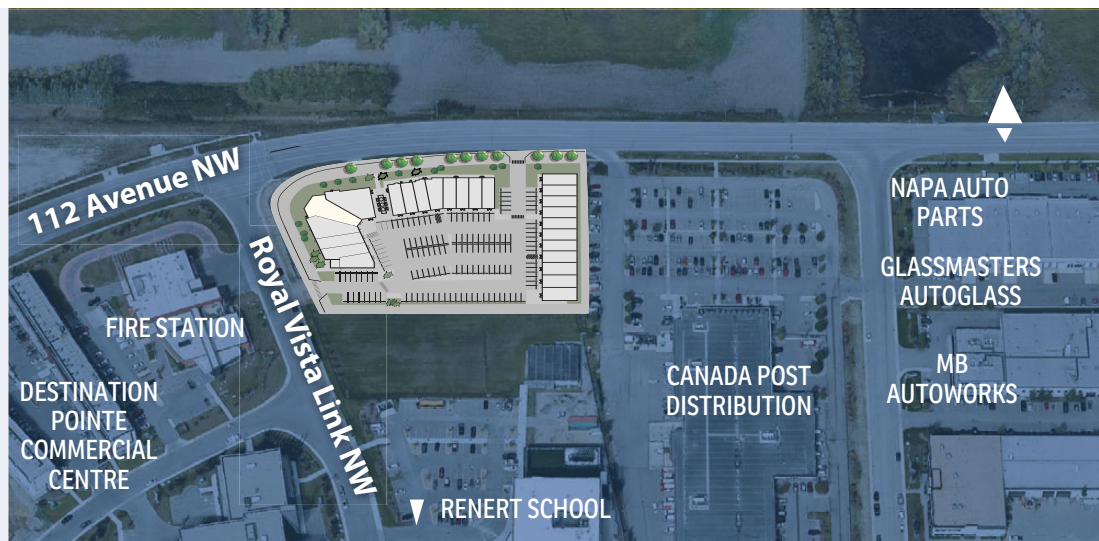 112 Avenue NW
Royal Vista Link NW
NAPA AUTO
PARTS
GLASSMASTERS
AUTOGLASS
FIRE STATION
MB
AUTOWORKS
CANADA POST
DISTRIBUTION
DESTINATION
POINTE
COMMERCIAL
CENTRE
RENERT SCHOOL